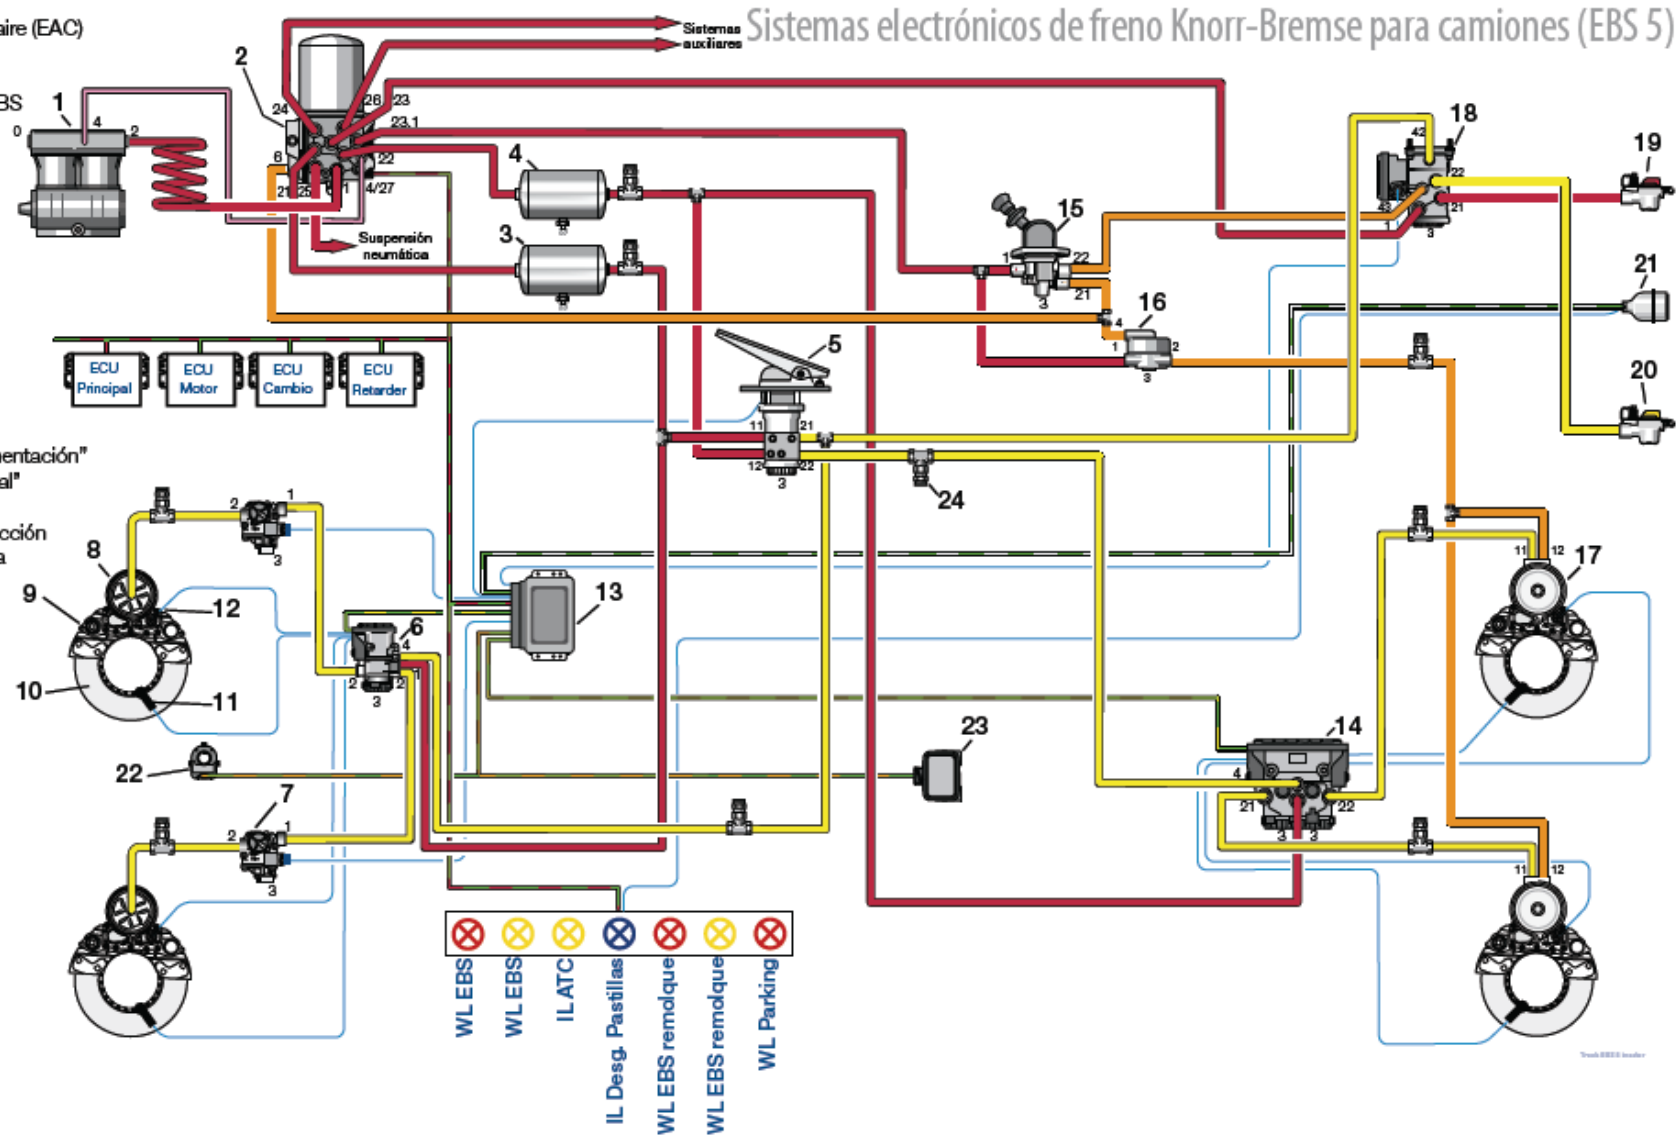 Sistemas electrónicos de freno Knorr-Bremse para camiones (EBS 5)
aire (EAC)
EBS
mentación"
al"
cción
a
Sistemas
auxiliares
Suspensión
neumática
1
0
4
2
2
24
26
23
23.1
6
22
21
25
1
4/27
4
3
15
1
22
21
3
16
4
1
2
3
18
42
22
43
21
1
3
19
21
20
5
11
21
12
22
3
24
ECU
Principal
ECU
Motor
ECU
Cambio
ECU
Retarder
2
1
3
8
9
12
10
11
6
4
2
2
1
3
13
22
7
2
1
3
23
14
4
21
22
3
3
11
12
17
11
12
WL EBS
WL EBS
IL ATC
IL Desg. Pastillas
WL EBS remolque
WL EBS remolque
WL Parking